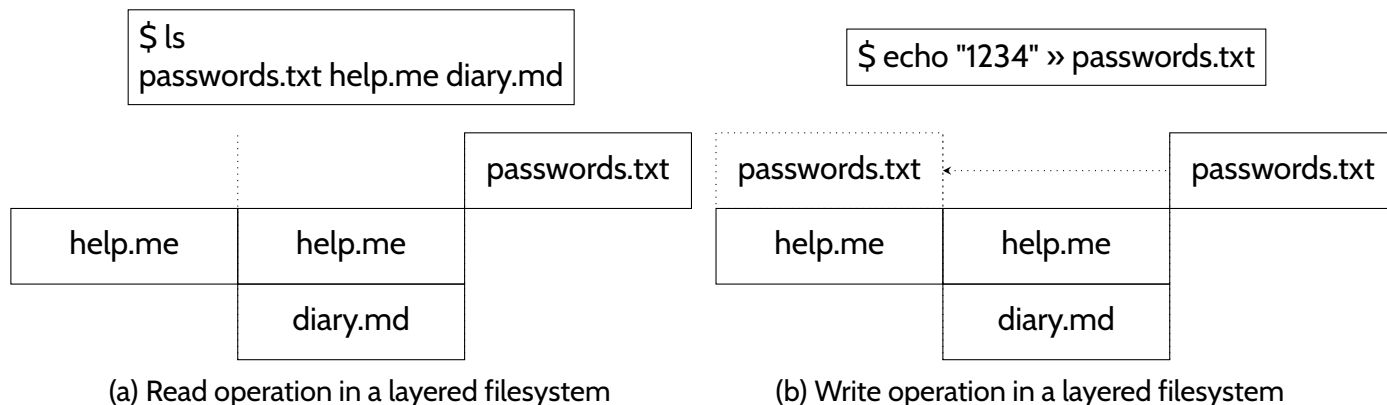 $ ls
passwords.txt help.me diary.md
passwords.txt
help.me help.me
diary.md
(a) Read operation in a layered filesystem
$ echo "1234" » passwords.txt
passwords.txt passwords.txt
help.me help.me
diary.md
(b) Write operation in a layered filesystem